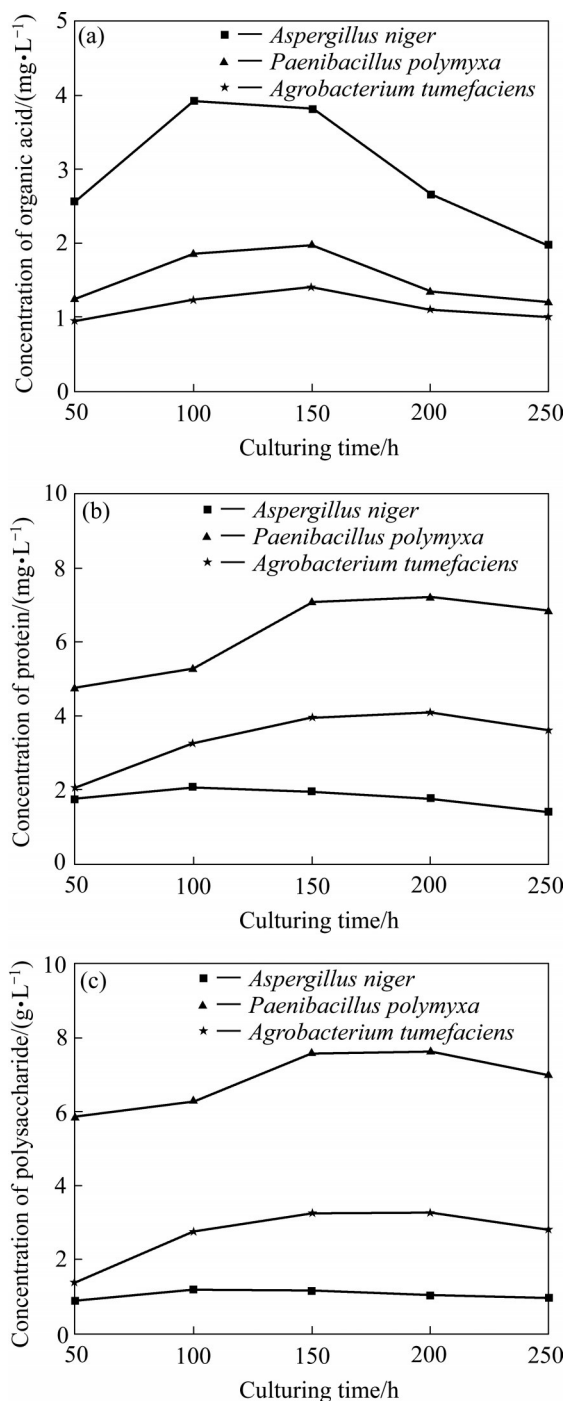 (a)
Aspergillus niger
Paenibacillus polymyxa
Agrobacterium tumefaciens
Concentration of organic acid/(mg•L⁻¹)
5
4
3
2
1
0
50 100 150 200 250
Culturing time/h
(b)
Aspergillus niger
Paenibacillus polymyxa
Agrobacterium tumefaciens
Concentration of protein/(mg•L⁻¹)
10
8
6
4
2
0
50 100 150 200 250
Culturing time/h
(c)
Aspergillus niger
Paenibacillus polymyxa
Agrobacterium tumefaciens
Concentration of polysaccharide/(g•L⁻¹)
10
8
6
4
2
0
50 100 150 200 250
Culturing time/h